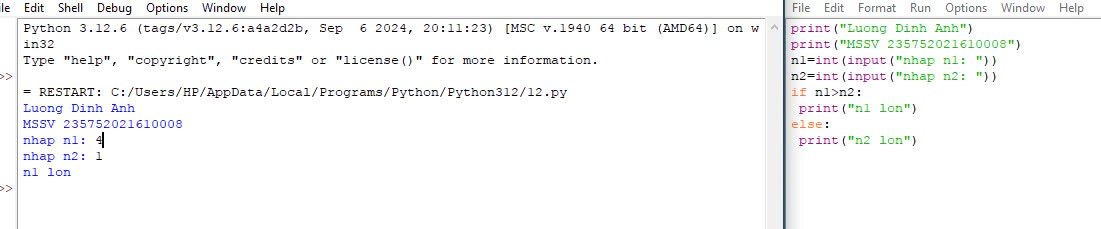 le Edit Shell Debug Options Window Help
Python 3.12.6 (tags/v3.12.6:a4a2d2b, Sep  6 2024, 20:11:23) [MSC v.1940 64 bit (AMD64)] on w
in32
Type "help", "copyright", "credits" or "license()" for more information.
>>
= RESTART: C:/Users/HP/AppData/Local/Programs/Python/Python312/12.py
Luong Dinh Anh
MSSV 235752021610008
nhap n1: 4
nhap n2: 1
n1 lon
>>
File Edit Format Run Options Window Help
print("Luong Dinh Anh")
print("MSSV 235752021610008")
n1=int(input("nhap n1: "))
n2=int(input("nhap n2: "))
if n1>n2:
 print("n1 lon")
else:
 print("n2 lon")